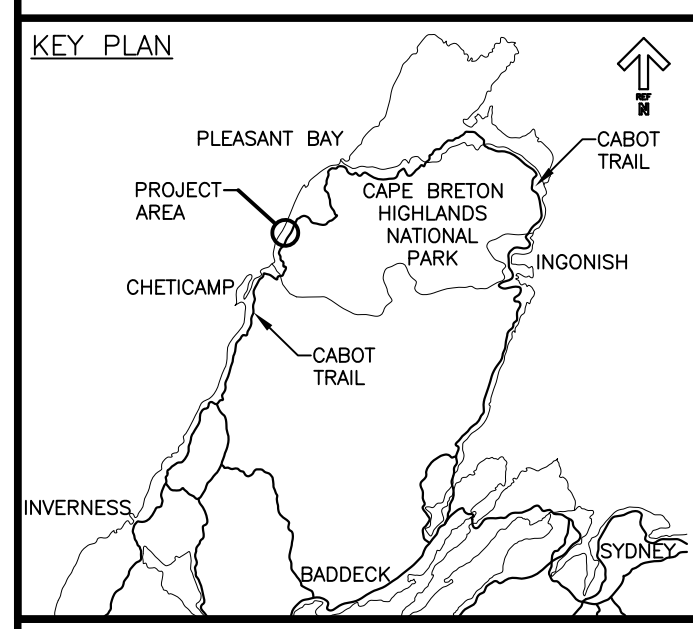 KEY PLAN
REF
N
PLEASANT BAY
CABOT
TRAIL
PROJECT
AREA
CAPE BRETON
HIGHLANDS
NATIONAL
PARK
INGONISH
CHETICAMP
CABOT
TRAIL
INVERNESS
SYDNEY
BADDECK